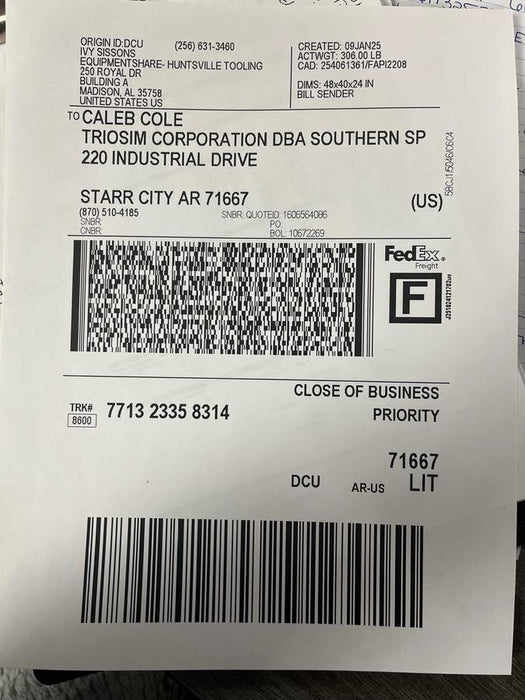 ORIGIN ID:DCU (256) 631-3460
IVY SISSONS
EQUIPMENTSHARE- HUNTSVILLE TOOLING
250 ROYAL DR
BUILDING A
MADISON, AL 35758
UNITED STATES US
CREATED: 09JAN25
ACTWGT: 306.00 LB
CAD: 254061361/FAPI2208
DIMS: 48x40x24 IN
BILL SENDER
TO CALEB COLE
TRIOSIM CORPORATION DBA SOUTHERN SP
220 INDUSTRIAL DRIVE
STARR CITY AR 71667
(US)
(870) 510-4185
SNBR QUOTEID: 1606564086
SNBR:
PO:
CNBR:
BOL: 10672269
FedEx
Freight
F
CLOSE OF BUSINESS
TRK# 7713 2335 8314
8600
PRIORITY
71667
DCU AR-US LIT